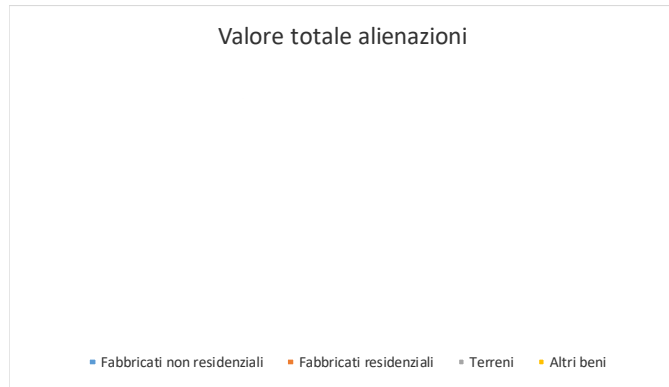 Valore totale alienazioni
Fabbricati non residenziali Fabbricati residenziali Terreni Altri beni